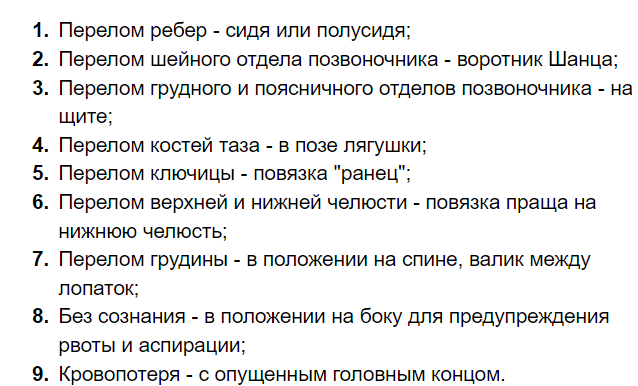 1. Перелом ребер - сидя или полусидя;
2. Перелом шейного отдела позвоночника - воротник Шанца;
3. Перелом грудного и поясничного отделов позвоночника - на
щите;
4. Перелом костей таза - в позе лягушки;
5. Перелом ключицы - повязка "ранец";
6. Перелом верхней и нижней челюсти - повязка праща на
нижнюю челюсть;
7. Перелом грудины - в положении на спине, валик между
лопаток;
8. Без сознания - в положении на боку для предупреждения
рвоты и аспирации;
9. Кровопотеря - с опущенным головным концом.